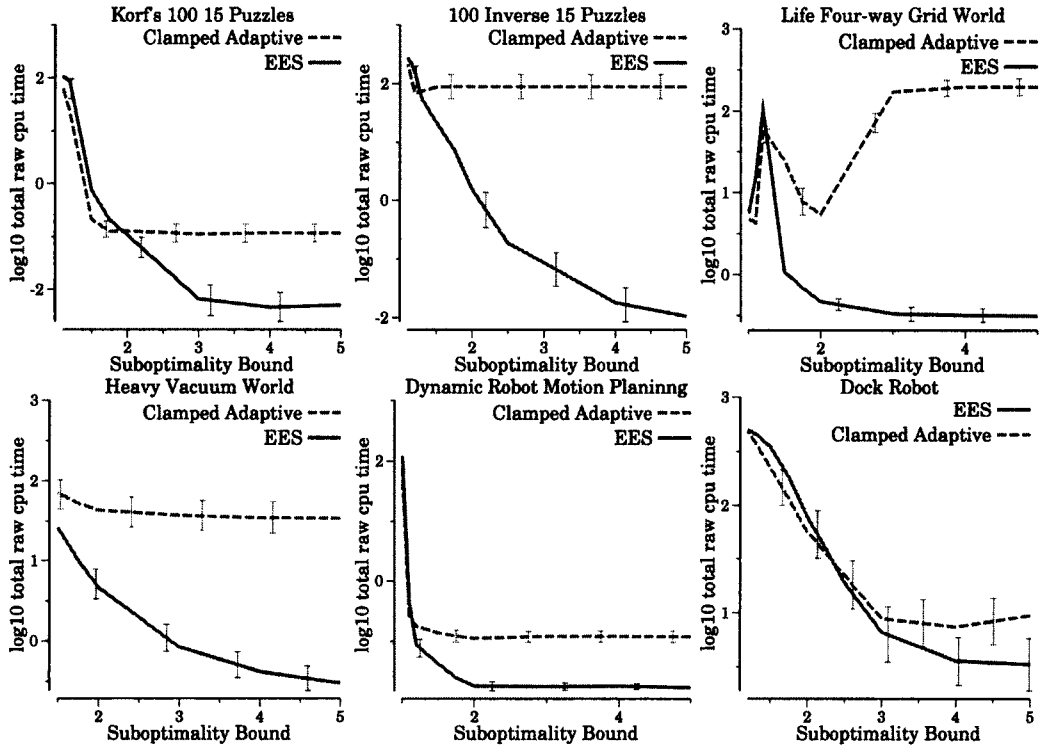 Korf's 100 15 Puzzles
Clamped Adaptive
EES
log10 total raw cpu time
2
0
-2
2
3
4
5
Suboptimality Bound
100 Inverse 15 Puzzles
Clamped Adaptive
EES
log10 total raw cpu time
2
0
-2
2
3
4
5
Suboptimality Bound
Life Four-way Grid World
Clamped Adaptive
EES
log10 total raw cpu time
3
0
2
4
Suboptimality Bound
Heavy Vacuum World
Clamped Adaptive
EES
log10 total raw cpu time
3
2
1
0
2
3
4
5
Suboptimality Bound
Dynamic Robot Motion Planinng
Clamped Adaptive
EES
log10 total raw cpu time
2
0
1
2
3
4
5
Suboptimality Bound
Dock Robot
EES
Clamped Adaptive
log10 total raw cpu time
3
2
1
2
3
4
5
Suboptimality Bound